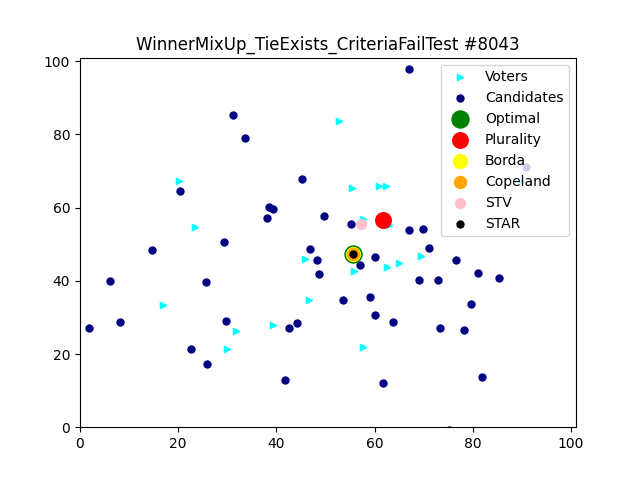 WinnerMixUp_TieExists_CriteriaFailTest #8043
100
80
60
40
20
0
0 20 40 60 80 100
Voters
Candidates
Optimal
Plurality
Borda
Copeland
STV
STAR